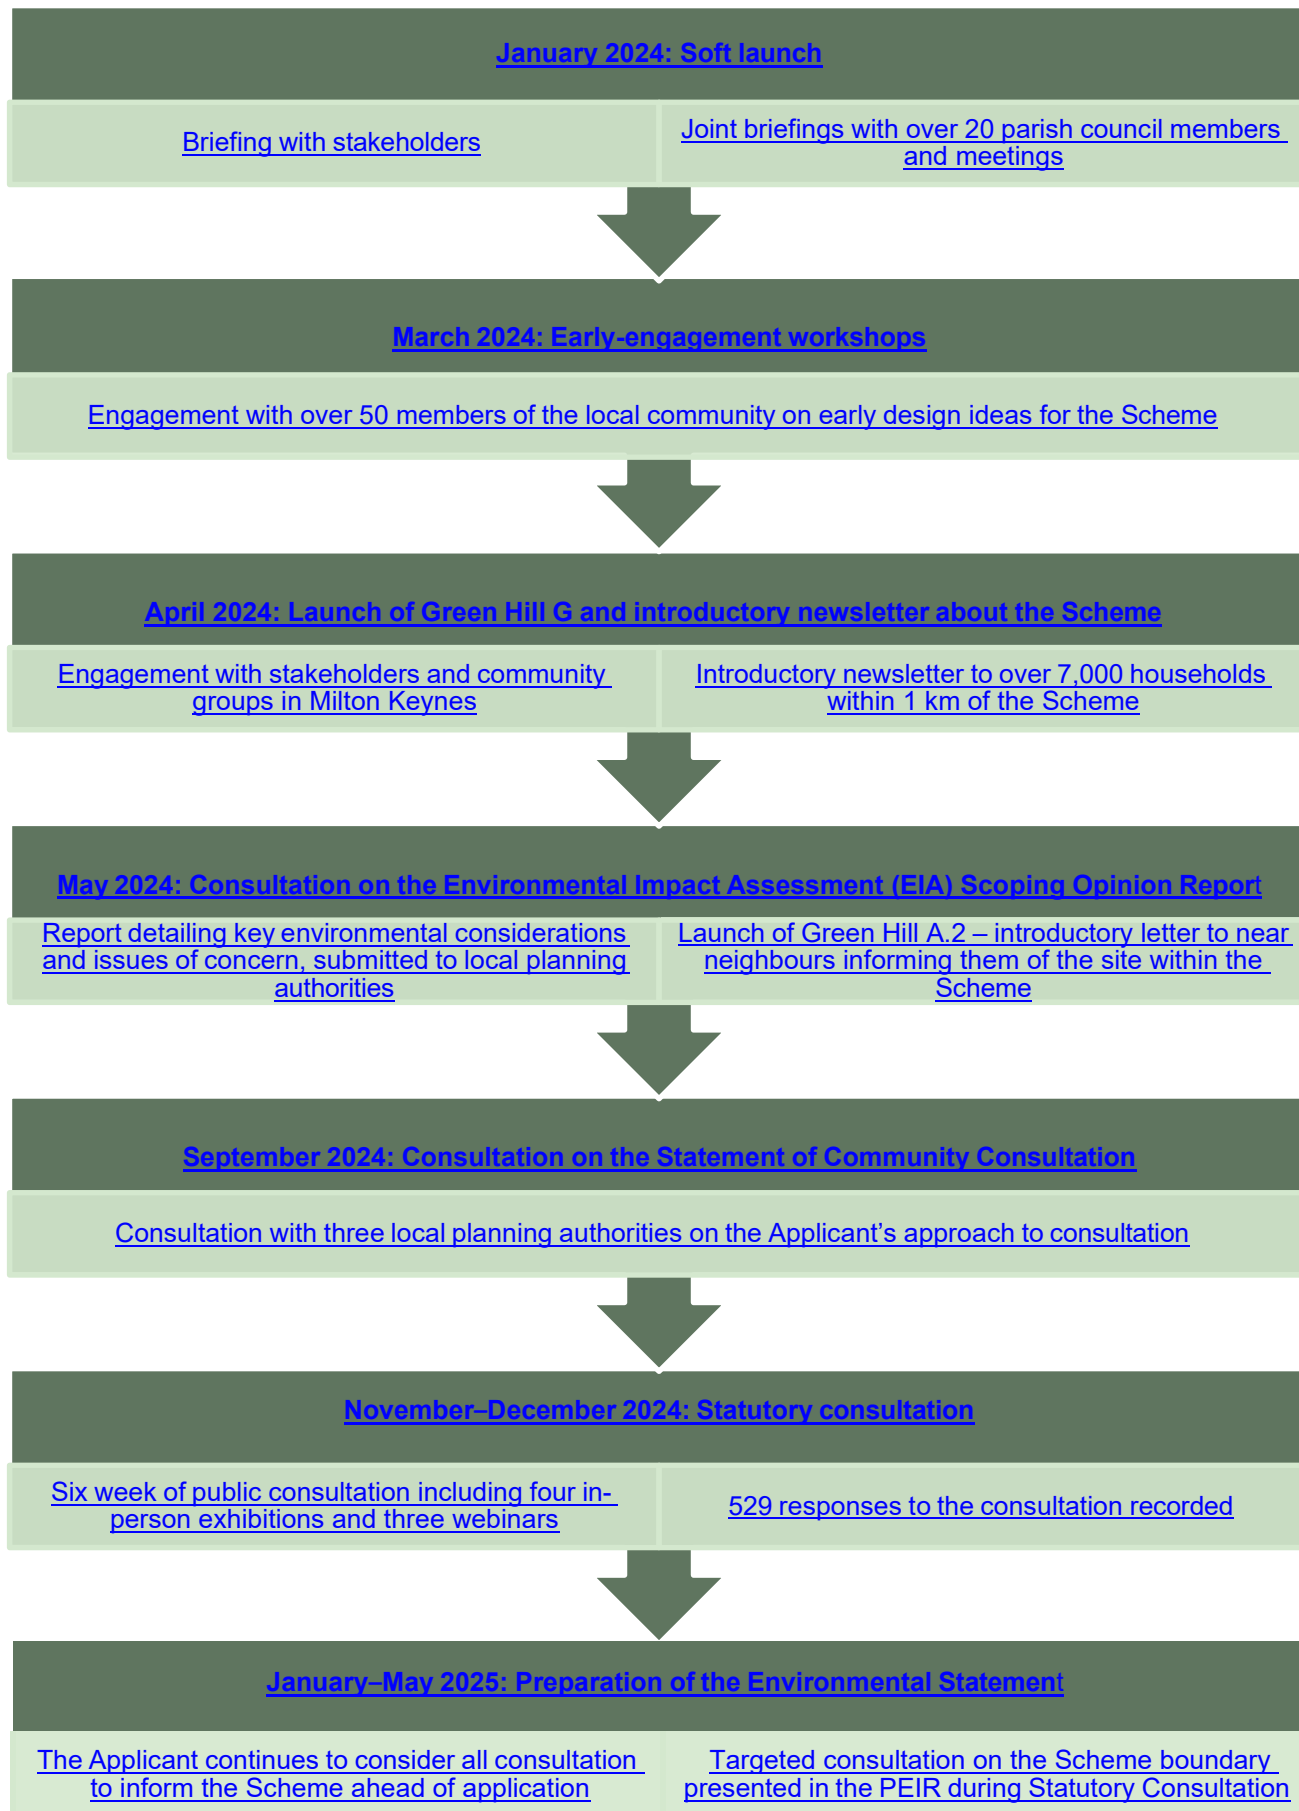 January 2024: Soft launch
Briefing with stakeholders
Joint briefings with over 20 parish council members
and meetings
March 2024: Early-engagement workshops
Engagement with over 50 members of the local community on early design ideas for the Scheme
April 2024: Launch of Green Hill G and introductory newsletter about the Scheme
Engagement with stakeholders and community
groups in Milton Keynes
Introductory newsletter to over 7,000 households
within 1 km of the Scheme
May 2024: Consultation on the Environmental Impact Assessment (EIA) Scoping Opinion Report
Report detailing key environmental considerations
and issues of concern, submitted to local planning
authorities
Launch of Green Hill A.2 – introductory letter to near
neighbours informing them of the site within the
Scheme
September 2024: Consultation on the Statement of Community Consultation
Consultation with three local planning authorities on the Applicant’s approach to consultation
November–December 2024: Statutory consultation
Six week of public consultation including four in-
person exhibitions and three webinars
529 responses to the consultation recorded
January–May 2025: Preparation of the Environmental Statement
The Applicant continues to consider all consultation
to inform the Scheme ahead of application
Targeted consultation on the Scheme boundary
presented in the PEIR during Statutory Consultation